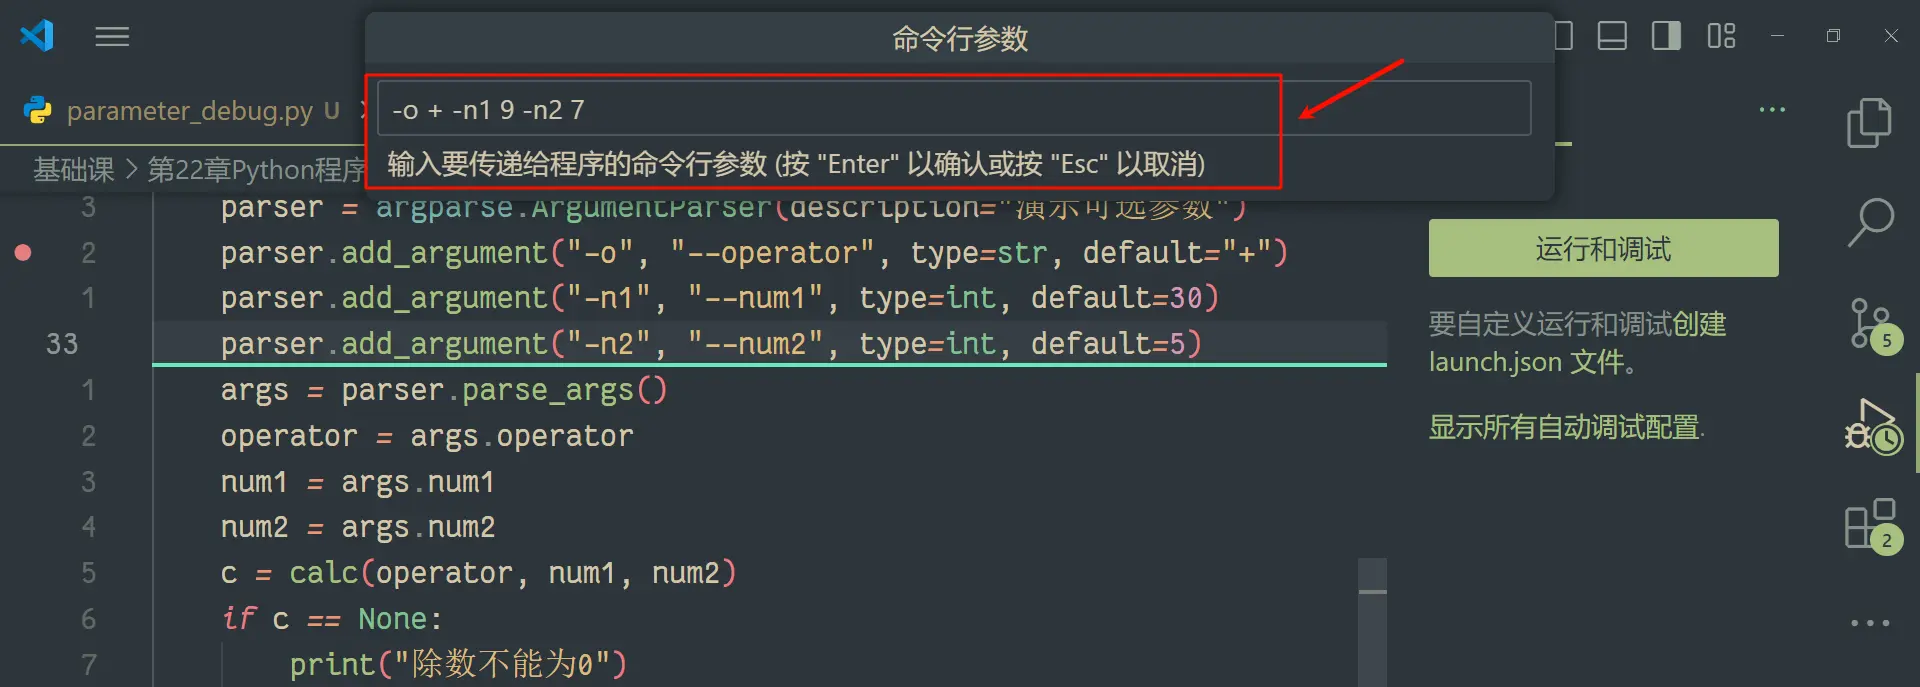 命令行参数
parameter_debug.py U
-o + -n1 9 -n2 7
输入要传递给程序的命令行参数 (按 "Enter" 以确认或按 "Esc" 以取消)
基础课 > 第22章Python程序
3 parser = argparse.ArgumentParser(description="演示可选参数")
2 parser.add_argument("-o", "--operator", type=str, default="+")
1 parser.add_argument("-n1", "--num1", type=int, default=30)
33 parser.add_argument("-n2", "--num2", type=int, default=5)
1 args = parser.parse_args()
2 operator = args.operator
3 num1 = args.num1
4 num2 = args.num2
5 c = calc(operator, num1, num2)
6 if c == None:
7 print("除数不能为0")
运行和调试
要自定义运行和调试创建
launch.json 文件。
显示所有自动调试配置.
5
2